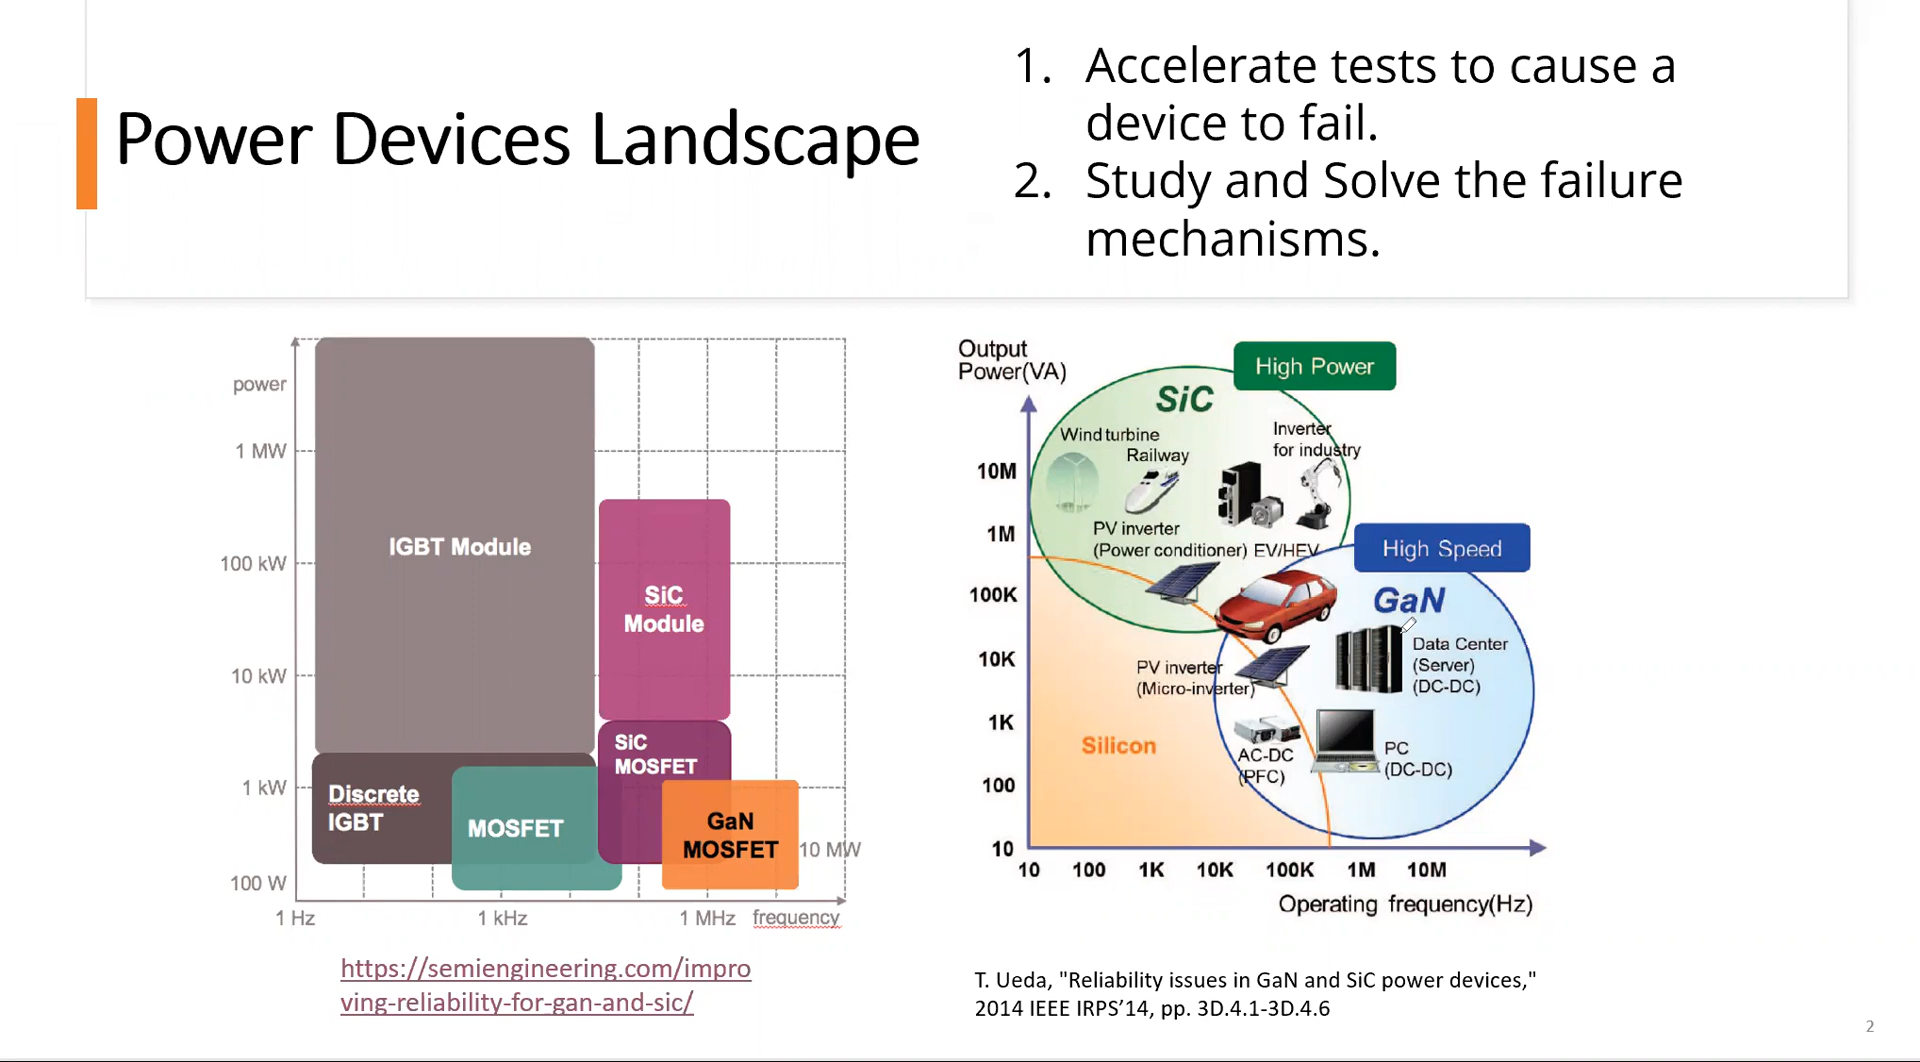 Power Devices Landscape
1. Accelerate tests to cause a
device to fail.
2. Study and Solve the failure
mechanisms.
power
1 MW
100 kW
10 kW
1 kW
100 W
IGBT Module
SiC
Module
SiC
MOSFET
Discrete
IGBT
MOSFET
GaN
MOSFET
10 MW
1 Hz
1 kHz
1 MHz
frequency
https://semiengineering.com/impro
ving-reliability-for-gan-and-sic/
Output
Power(VA)
High Power
SiC
Wind turbine
Railway
Inverter
for industry
PV inverter
(Power conditioner)
EV/HEV
High Speed
GaN
Data Center
(Server)
(DC-DC)
PV inverter
(Micro-inverter)
Silicon
AC-DC
(PFC)
PC
(DC-DC)
10M
1M
100K
10K
1K
100
10
10
100
1K
10K
100K
1M
10M
Operating frequency(Hz)
T. Ueda, "Reliability issues in GaN and SiC power devices,"
2014 IEEE IRPS’14, pp. 3D.4.1-3D.4.6
2